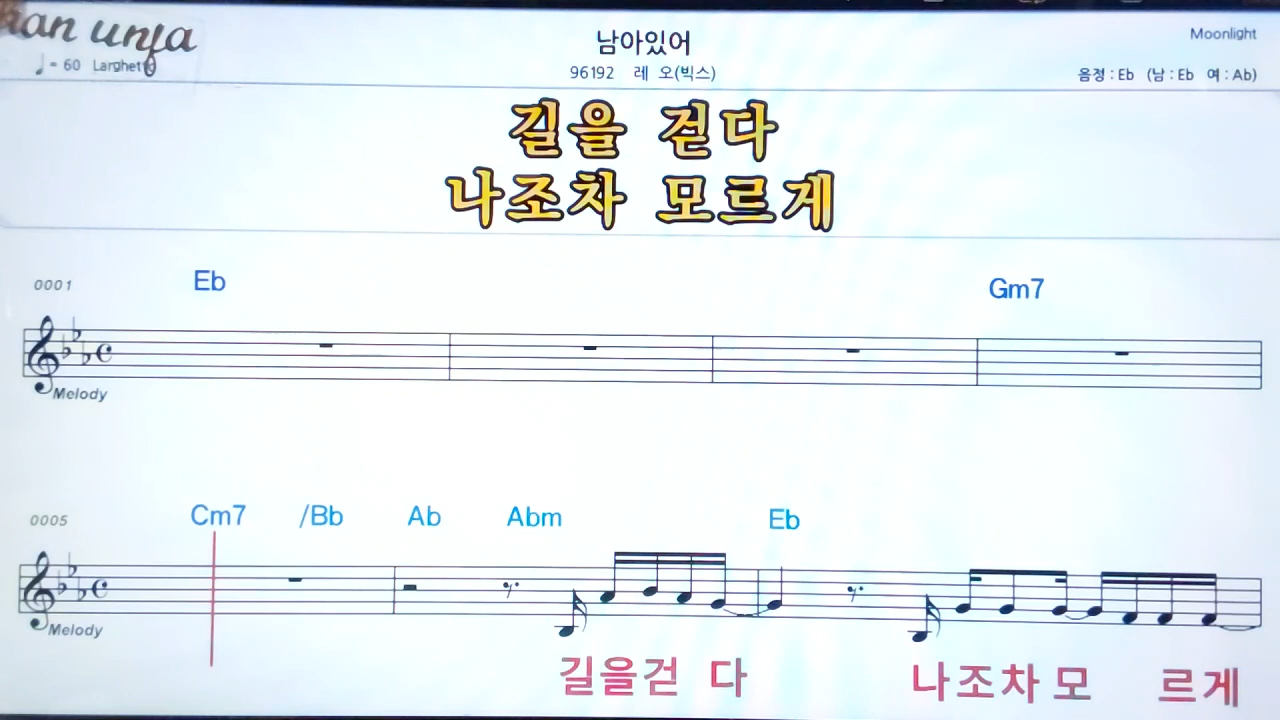 an unfa
남아있어
Moonlight
♩= 60 Larghetto
96192 레 오(빅스)
음정 : Eb (남 : Eb 여 : Ab)
길을 걷다
나조차 모르게
0001
Eb
Gm7
Melody
0005
Cm7 /Bb Ab Abm Eb
Melody
길을걷 다 나조차 모 르게